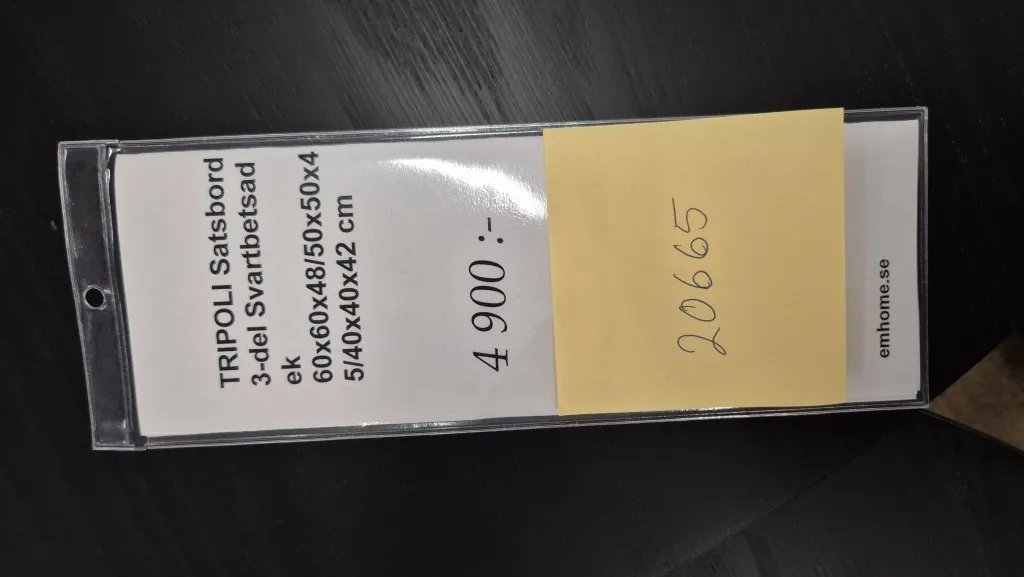 TRIPOLI Satsbord
3-del Svartbetsad
ek
60x60x48/50x50x4
5/40x40x42 cm
4 900 :-
20665
emhome.se